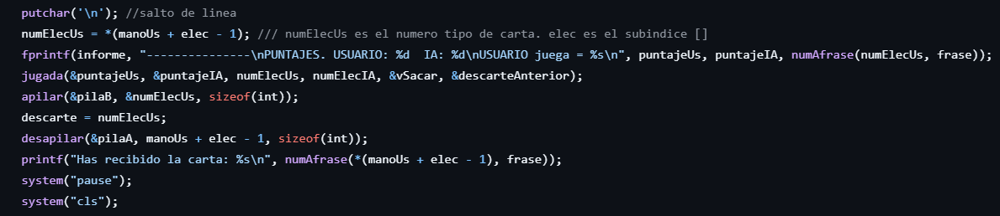 putchar('\n'); //salto de linea
numElecUs = *(manoUs + elec - 1); /// numElecUs es el numero tipo de carta. elec es el subindice []
fprintf(informe, "---------------\nPUNTAJES. USUARIO: %d  IA: %d\nUSUARIO juega = %s\n", puntajeUs, puntajeIA, numAfrase(numElecUs, frase));
jugada(&puntajeUs, &puntajeIA, numElecUs, numElecIA, &vSacar, &descarteAnterior);
apilar(&pilaB, &numElecUs, sizeof(int));
descarte = numElecUs;
desapilar(&pilaA, manoUs + elec - 1, sizeof(int));
printf("Has recibido la carta: %s\n", numAfrase(*(manoUs + elec - 1), frase));
system("pause");
system("cls");